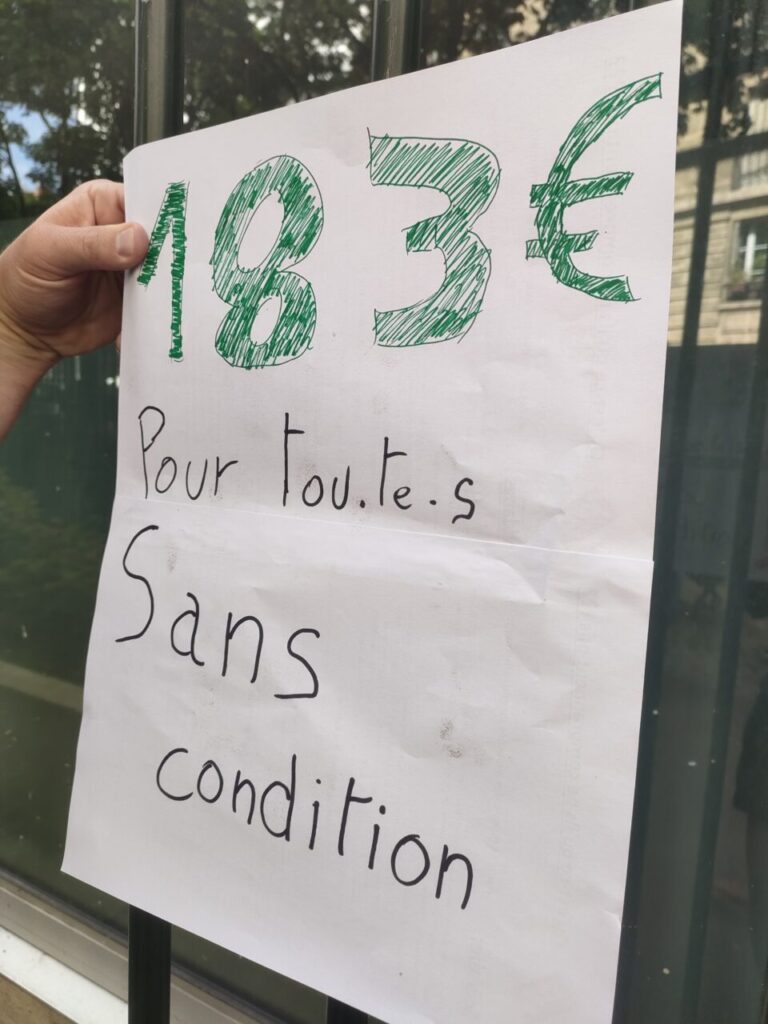 183€
Pour tou.te.s
Sans
condition